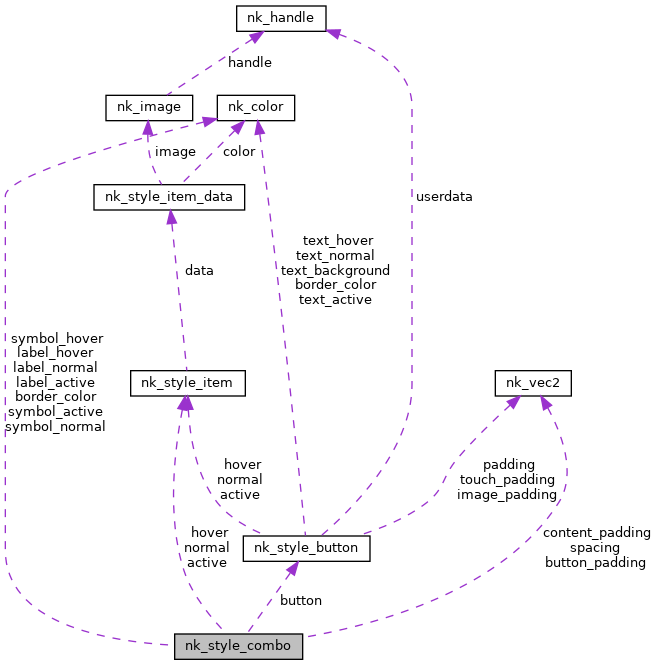 nk_handle
handle
nk_image
nk_color
image
color
nk_style_item_data
userdata
text_hover
text_normal
text_background
border_color
text_active
data
symbol_hover
label_hover
label_normal
label_active
border_color
symbol_active
symbol_normal
nk_style_item
nk_vec2
hover
normal
active
padding
touch_padding
image_padding
hover
normal
active
nk_style_button
content_padding
spacing
button_padding
button
nk_style_combo